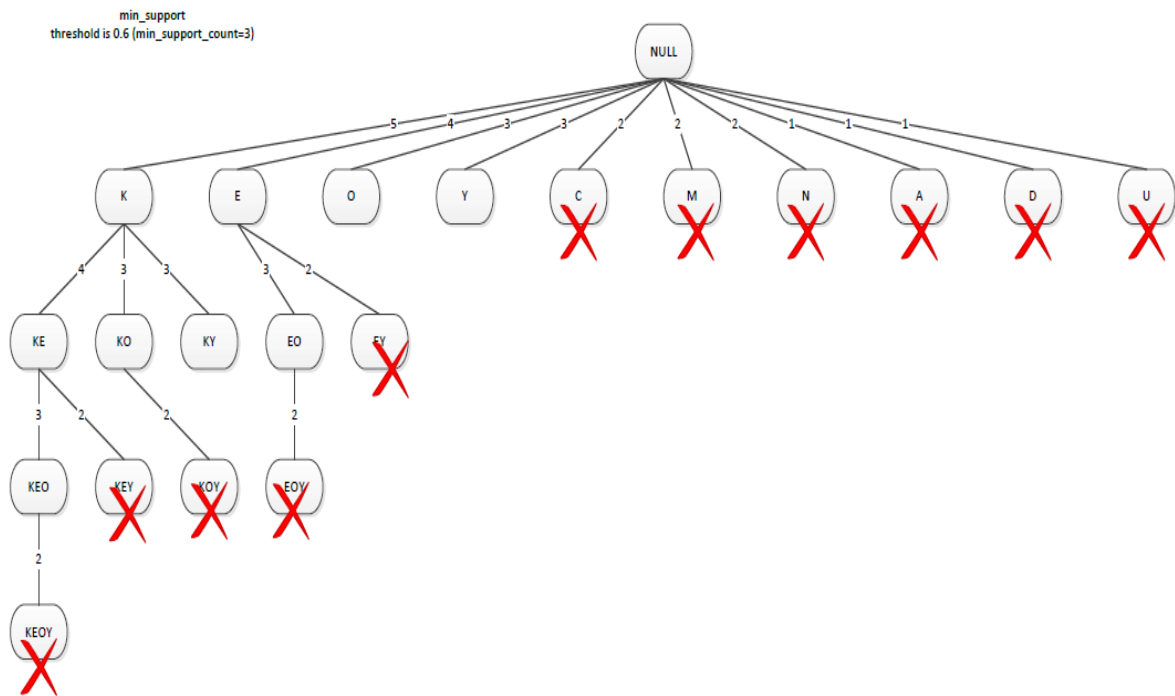 min_support
threshold is 0.6 (min_support_count=3)
NULL
5 4 3 3 2 2 2 1 1 1
K E O Y C M N A D U
4 3 3 3 2
KE KO KY EO EY
3 2 2 2
KEO KEY KOY EOY
2
KEOY